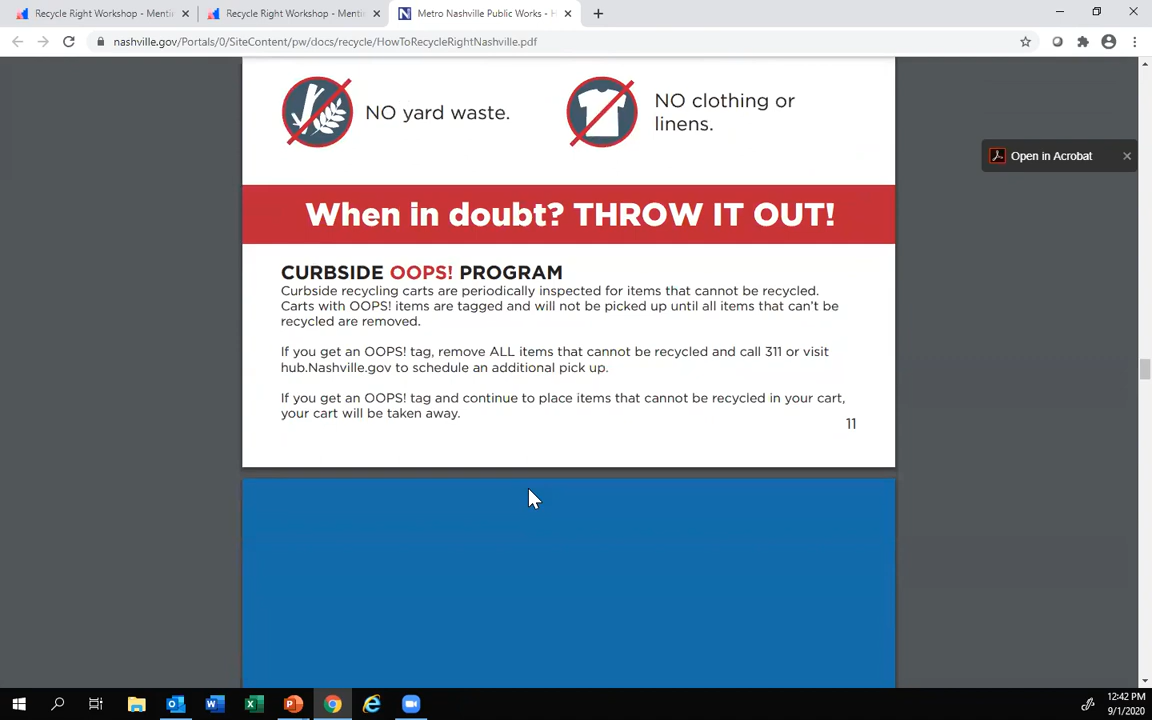 Recycle Right Workshop - Menti
Recycle Right Workshop - Menti
Metro Nashville Public Works - H
nashville.gov/Portals/0/SiteContent/pw/docs/recycle/HowToRecycleRightNashville.pdf
NO yard waste.
NO clothing or
linens.
Open in Acrobat
When in doubt? THROW IT OUT!
CURBSIDE OOPS! PROGRAM
Curbside recycling carts are periodically inspected for items that cannot be recycled.
Carts with OOPS! items are tagged and will not be picked up until all items that can't be
recycled are removed.
If you get an OOPS! tag, remove ALL items that cannot be recycled and call 311 or visit
hub.Nashville.gov to schedule an additional pick up.
If you get an OOPS! tag and continue to place items that cannot be recycled in your cart,
your cart will be taken away.
11
12:42 PM
9/1/2020